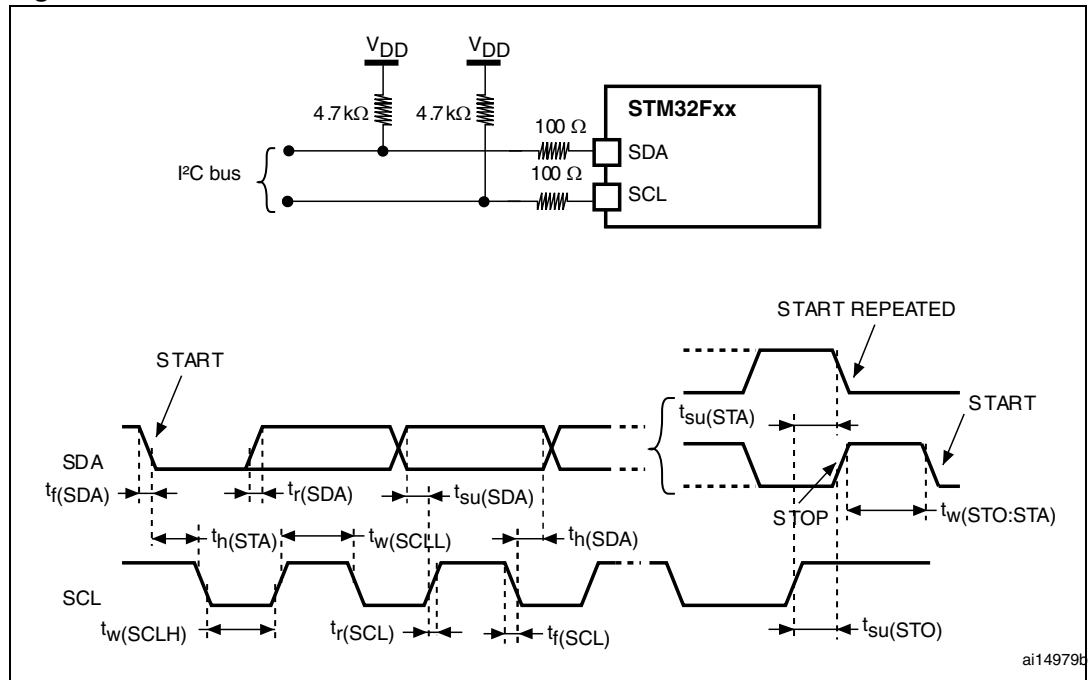 VDD VDD
4.7kΩ 4.7kΩ
STM32Fxx
100 Ω
SDA
I²C bus
100 Ω
SCL
START REPEATED
START
tsu(STA)
START
SDA
tf(SDA)
tr(SDA)
tsu(SDA)
STOP
tw(STO:STA)
th(STA)
tw(SCLL)
th(SDA)
SCL
tw(SCLH)
tr(SCL)
tf(SCL)
tsu(STO)
ai14979b